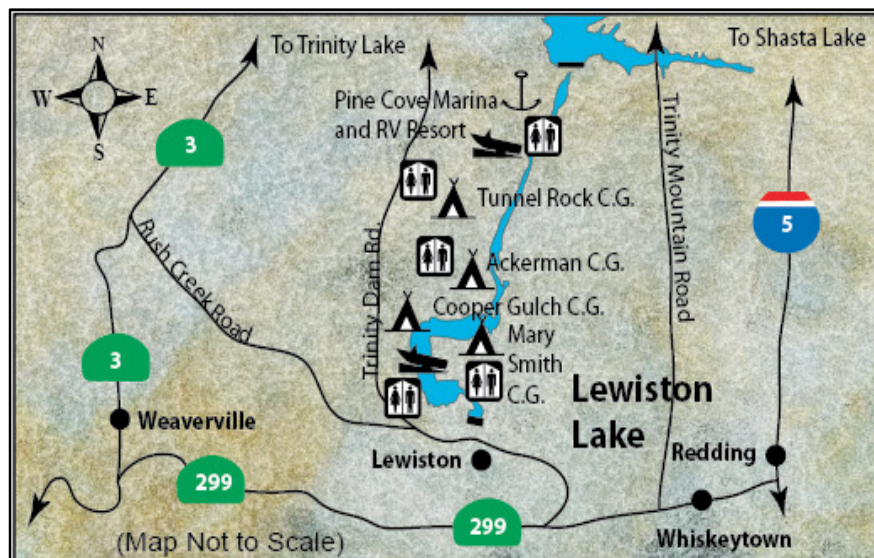 N
To Trinity Lake
To Shasta Lake
W
E
Pine Cove Marina
and RV Resort
S
3
Tunnel Rock C.G.
Trinity Mountain Road
5
Rush Creek Road
Trinity Dam Rd.
Ackerman C.G.
Cooper Gulch C.G.
Mary
Smith
C.G.
3
Lewiston
Lake
Weaverville
Lewiston
Redding
299
299
Whiskeytown
(Map Not to Scale)